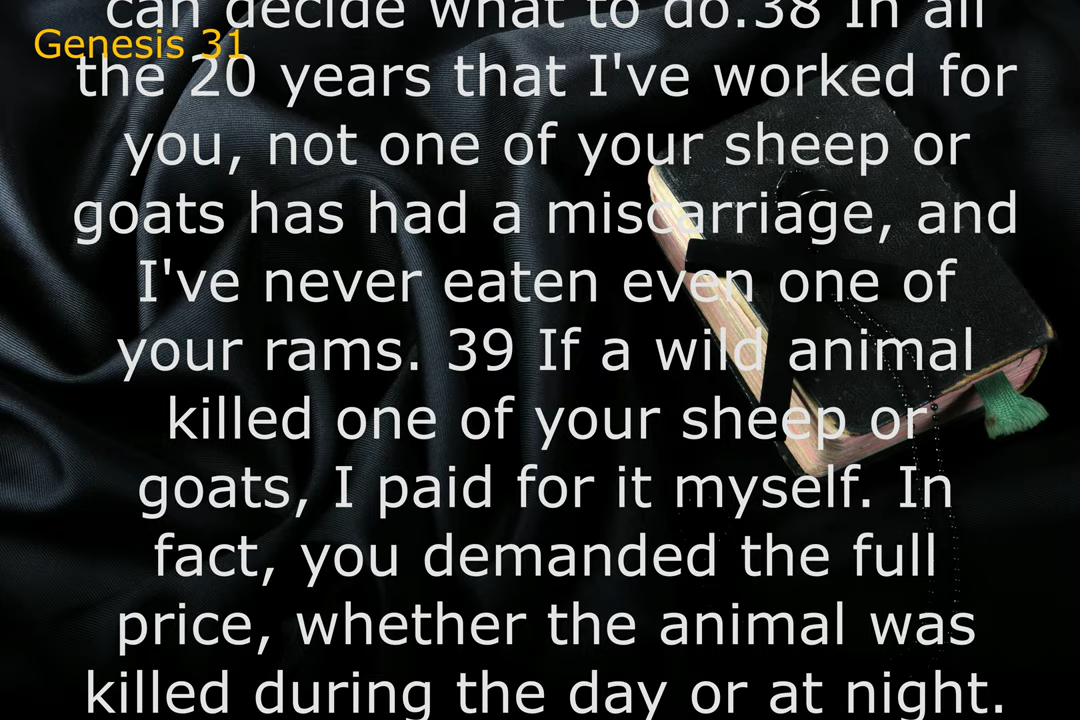 can decide what to do.38 In all
Genesis 31
the 20 years that I've worked for
you, not one of your sheep or
goats has had a miscarriage, and
I've never eaten even one of
your rams. 39 If a wild animal
killed one of your sheep or
goats, I paid for it myself. In
fact, you demanded the full
price, whether the animal was
killed during the day or at night.